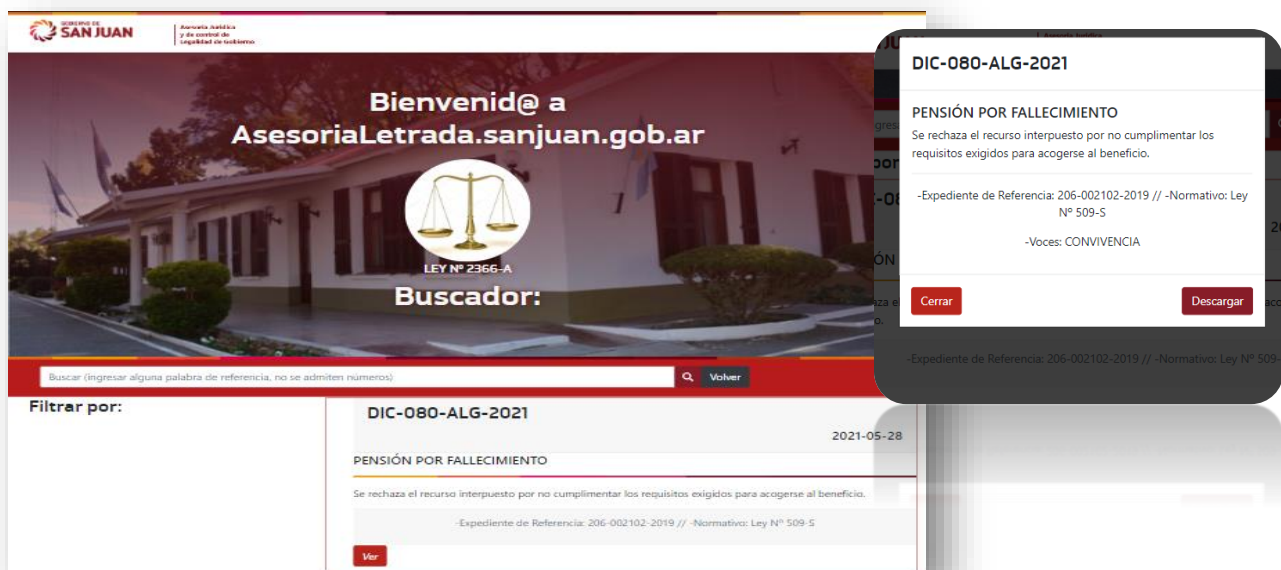 GOBIERNO DE
SAN JUAN
Asesoría Jurídica
y de control de
Legalidad de Gobierno
Bienvenid@ a
AsesoriaLetrada.sanjuan.gob.ar
LEY Nº 2366-A
Buscador:
Buscar (ingresar alguna palabra de referencia, no se admiten números)
Volver
Filtrar por:
DIC-080-ALG-2021
2021-05-28
PENSIÓN POR FALLECIMIENTO
Se rechaza el recurso interpuesto por no cumplimentar los requisitos exigidos para acogerse al beneficio.
-Expediente de Referencia: 206-002102-2019 // -Normativo: Ley Nº 509-S
Ver
DIC-080-ALG-2021
PENSIÓN POR FALLECIMIENTO
Se rechaza el recurso interpuesto por no cumplimentar los
requisitos exigidos para acogerse al beneficio.
-Expediente de Referencia: 206-002102-2019 // -Normativo: Ley
Nº 509-S
-Voces: CONVIVENCIA
Cerrar
Descargar
-Expediente de Referencia: 206-002102-2019 // -Normativo: Ley Nº 509-